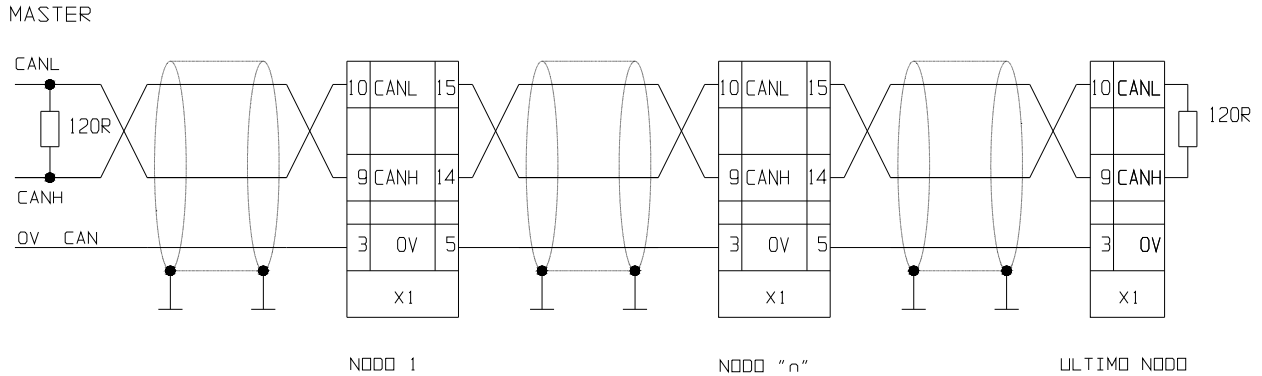 MASTER
CANL
120R
CANH
0V CAN
10 CANL 15
9 CANH 14
3 0V 5
X1
NODO 1
10 CANL 15
9 CANH 14
3 0V 5
X1
NODO "n"
10 CANL
120R
9 CANH
3 0V
X1
ULTIMO NODO